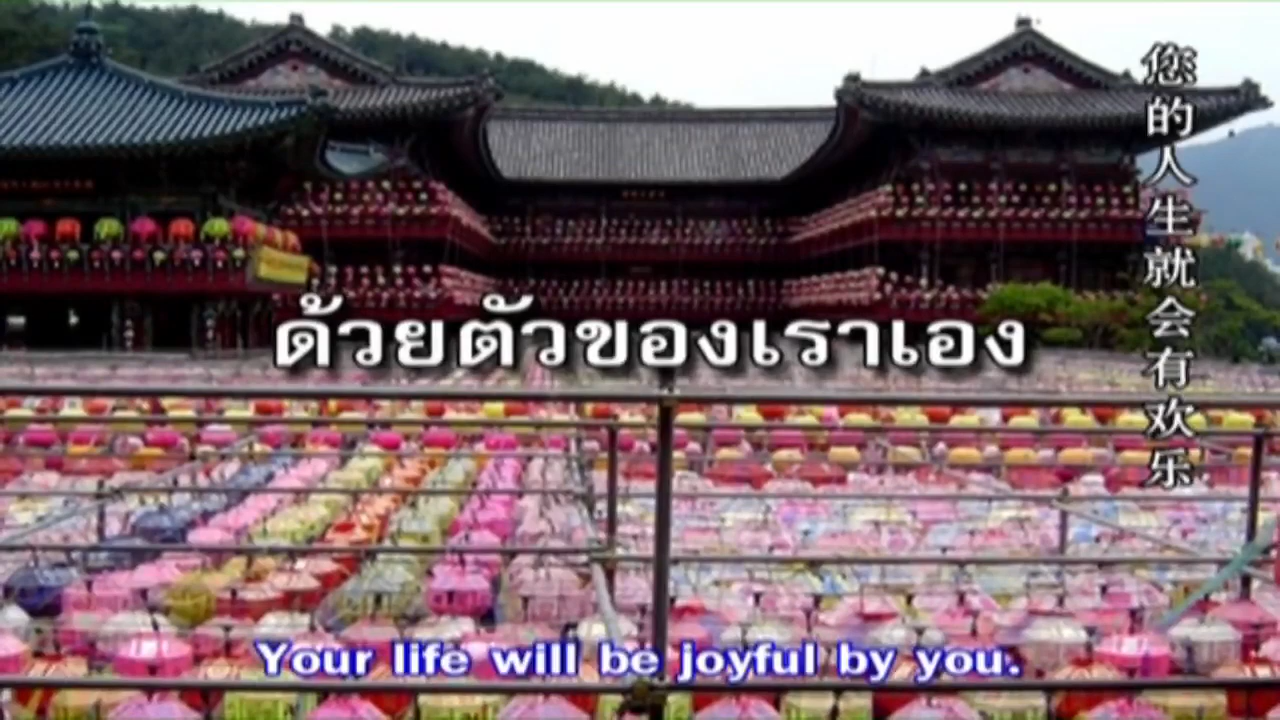 您的人生就会有欢乐
ด้วยตัวของเราเอง
Your life will be joyful by you.